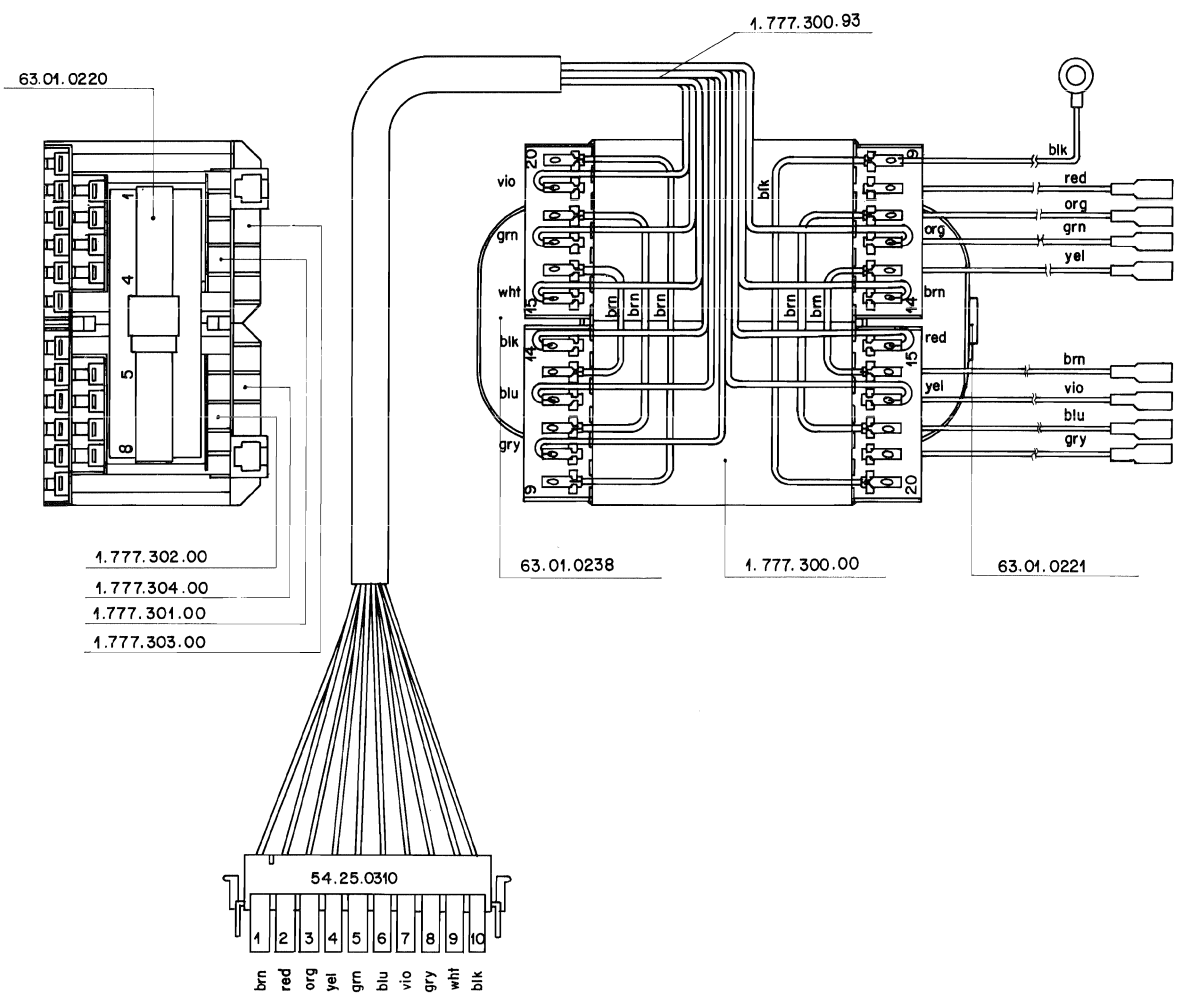 1.777.300.93
63.01.0220
1
4
5
8
20
vio
grn
wht
15
blk
14
blu
gry
9
brn
brn
brn
blk
brn
brn
9
org
14
brn
red
15
yel
20
blk
red
org
grn
yel
brn
vio
blu
gry
1.777.302.00
1.777.304.00
1.777.301.00
1.777.303.00
63.01.0238
1.777.300.00
63.01.0221
54.25.0310
1 2 3 4 5 6 7 8 9 10
brn red org yel grn blu vio gry wht blk